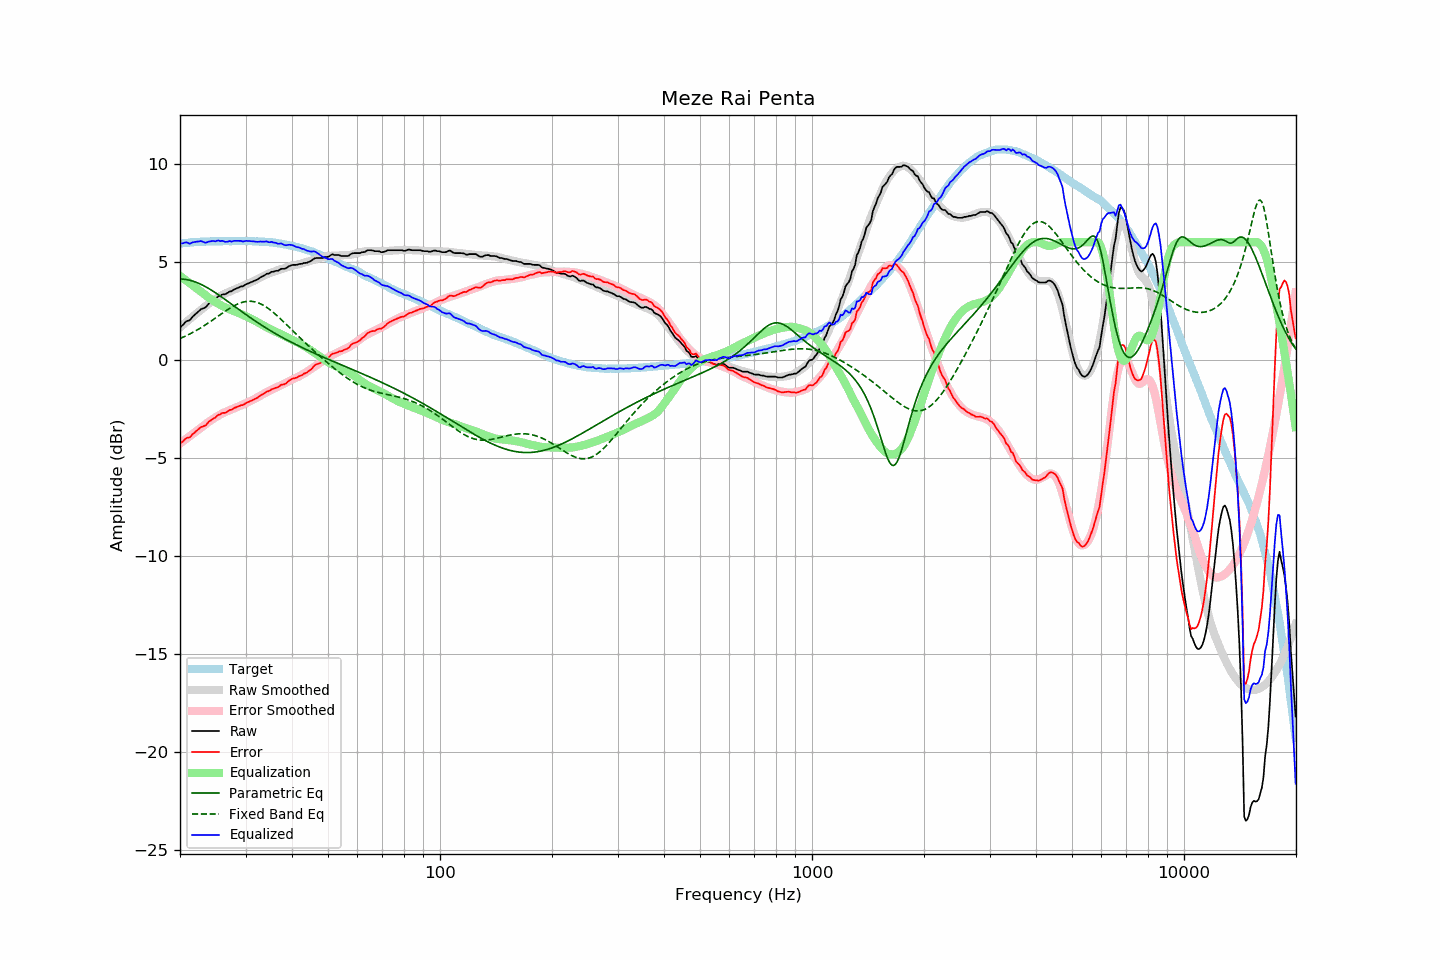 Meze Rai Penta
10
5
0
−5
−10
−15
−20
−25
Amplitude (dBr)
Target
Raw Smoothed
Error Smoothed
Raw
Error
Equalization
Parametric Eq
Fixed Band Eq
Equalized
100
1000
10000
Frequency (Hz)